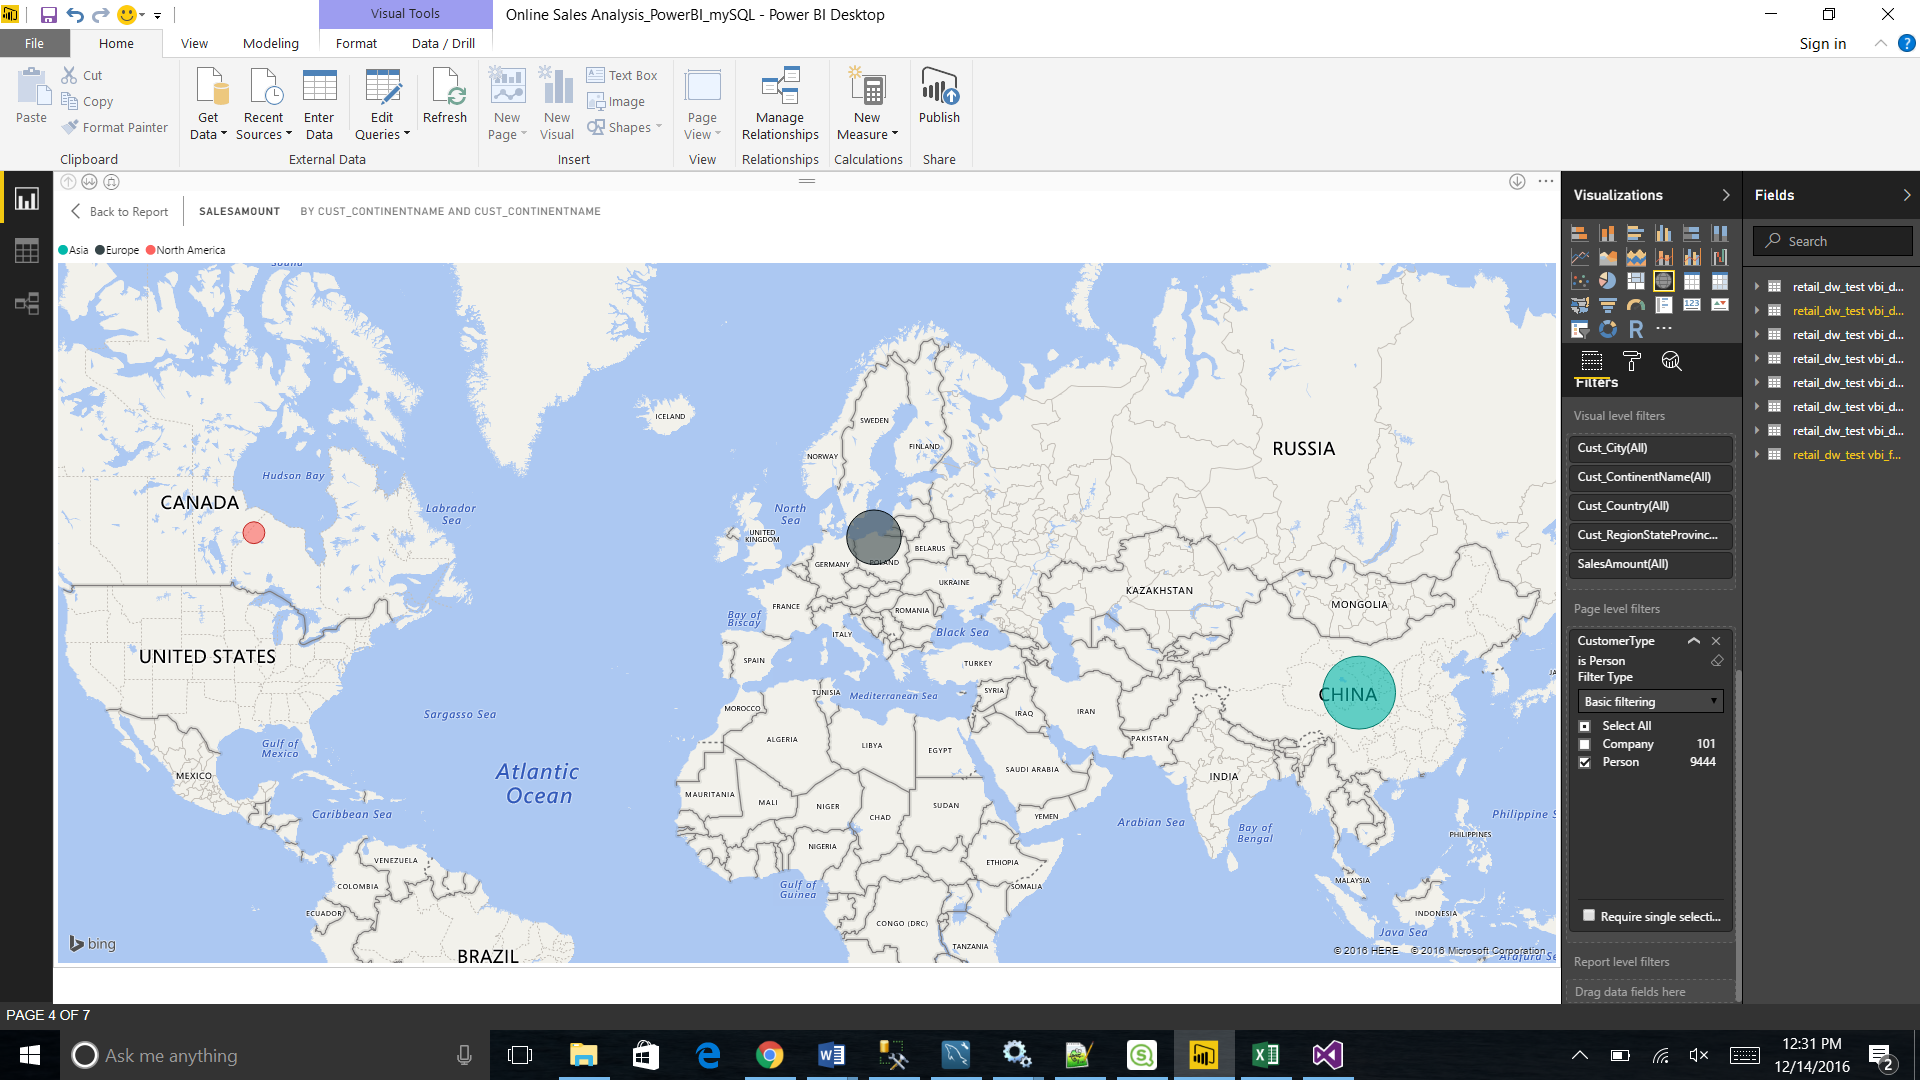 Visual Tools
Online Sales Analysis_PowerBI_mySQL - Power BI Desktop
File
Home
View
Modeling
Format
Data / Drill
Sign in
Paste
Cut
Copy
Format Painter
Clipboard
Get Data
Recent Sources
Enter Data
Edit Queries
Refresh
External Data
New Page
New Visual
Text Box
Image
Shapes
Insert
Page View
View
Manage Relationships
Relationships
New Measure
Calculations
Publish
Share
Back to Report
SALESAMOUNT
BY CUST_CONTINENTNAME AND CUST_CONTINENTNAME
Asia
Europe
North America
ICELAND
SWEDEN
FINLAND
NORWAY
RUSSIA
Hudson Bay
CANADA
Labrador
Sea
North
Sea
UNITED
KINGDOM
BELARUS
GERMANY
POLAND
UKRAINE
KAZAKHSTAN
MONGOLIA
FRANCE
ROMANIA
Bay of
Biscay
ITALY
Black Sea
UNITED STATES
SPAIN
TURKEY
CHINA
TUNISIA
Mediterranean Sea
SYRIA
MOROCCO
IRAQ
IRAN
Sargasso Sea
PAKISTAN
ALGERIA
LIBYA
EGYPT
Gulf of
Mexico
MEXICO
SAUDI ARABIA
INDIA
Atlantic
Ocean
MAURITANIA
MALI
NIGER
SUDAN
CHAD
YEMEN
Caribbean Sea
Arabian Sea
Bay of
Bengal
Philippine S
PHILIPPINES
NIGERIA
VENEZUELA
ETHIOPIA
COLOMBIA
Gulf of
Guinea
SOMALIA
MALAYSIA
ECUADOR
CONGO (DRC)
INDONESIA
Java Sea
TANZANIA
BRAZIL
bing
© 2016 HERE
© 2016 Microsoft Corporation
Arafura Se
Visualizations
R
123
Filters
Visual level filters
Cust_City(All)
Cust_ContinentName(All)
Cust_Country(All)
Cust_RegionStateProvinc...
SalesAmount(All)
Page level filters
CustomerType
is Person
Filter Type
Basic filtering
Select All
Company 101
Person 9444
Require single selecti...
Report level filters
Drag data fields here
Fields
Search
retail_dw_test vbi_d...
retail_dw_test vbi_d...
retail_dw_test vbi_d...
retail_dw_test vbi_d...
retail_dw_test vbi_d...
retail_dw_test vbi_d...
retail_dw_test vbi_d...
retail_dw_test vbi_f...
PAGE 4 OF 7
Ask me anything
12:31 PM
12/14/2016
2